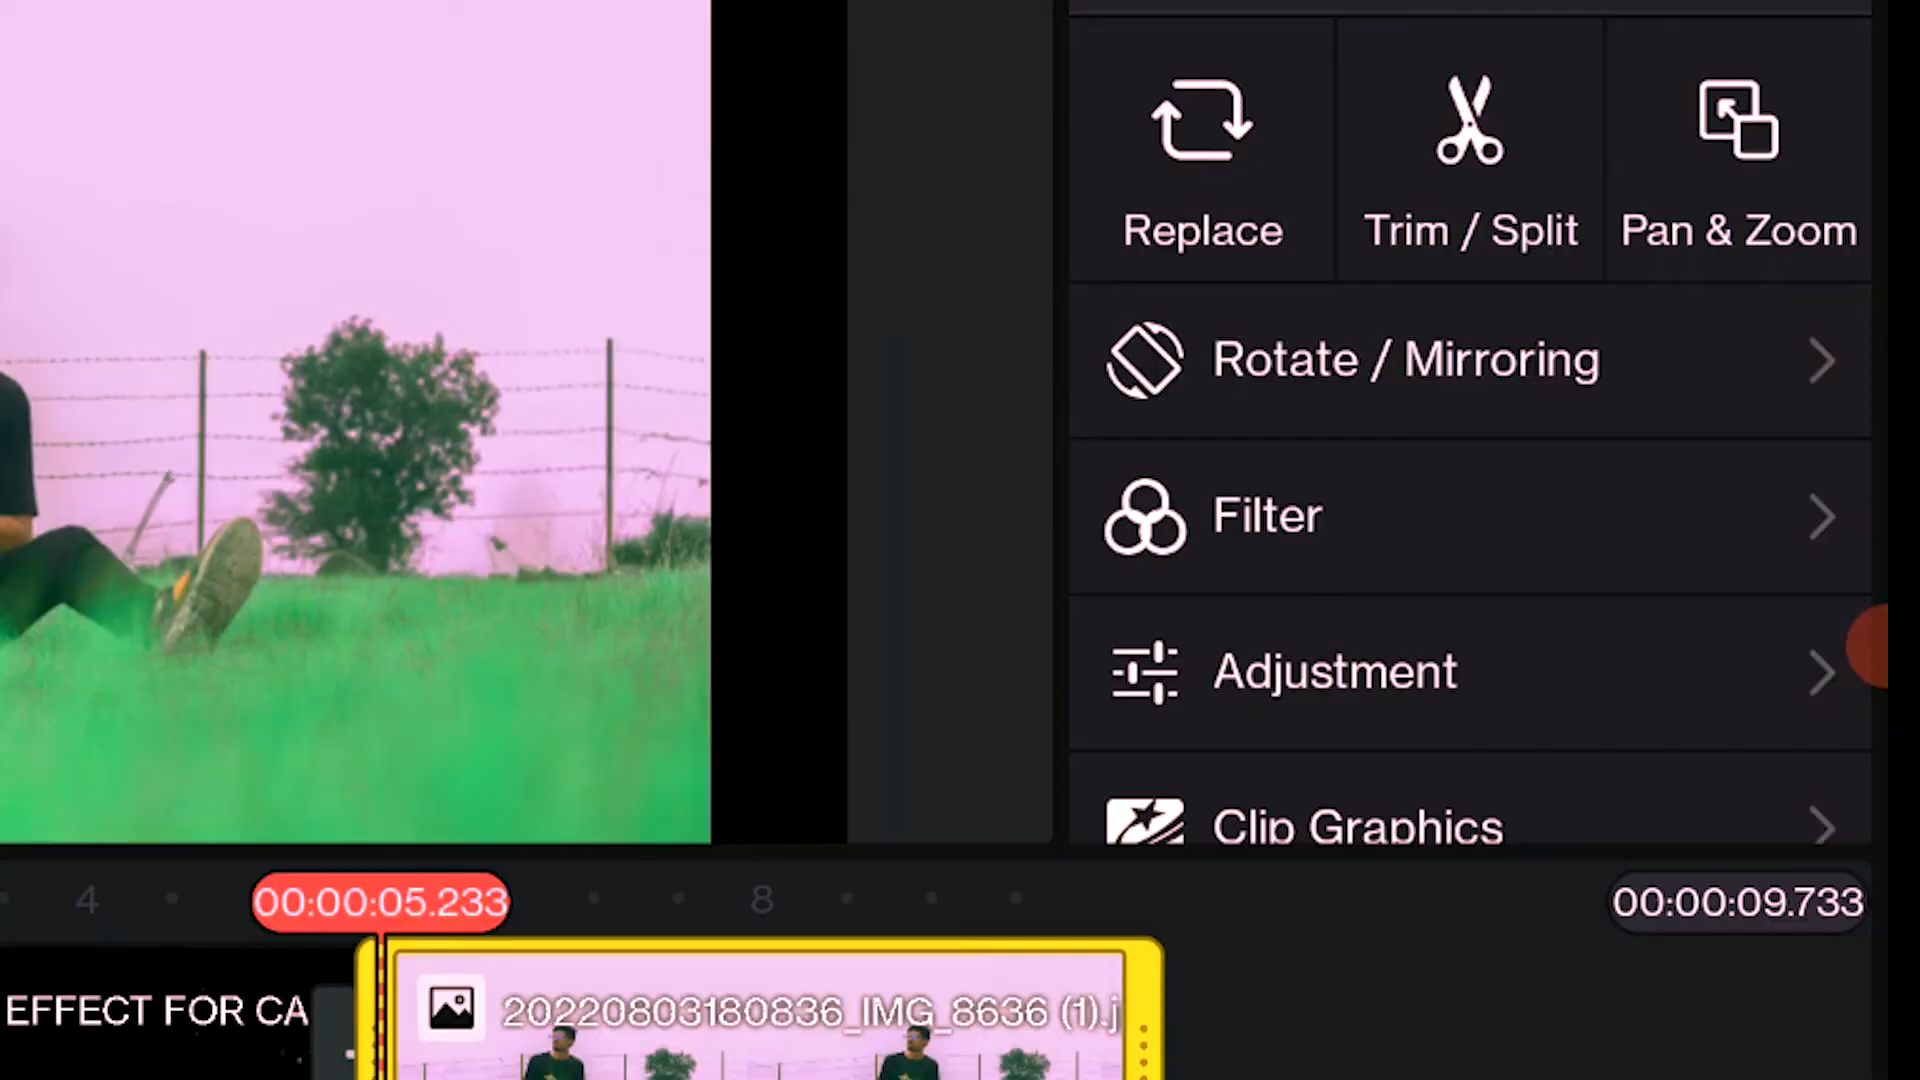 Replace
Trim / Split
Pan & Zoom
Rotate / Mirroring
Filter
Adjustment
Clip Graphics
4
00:00:05.233
8
00:00:09.733
EFFECT FOR CA
20220803180836_IMG_8636 (1).j